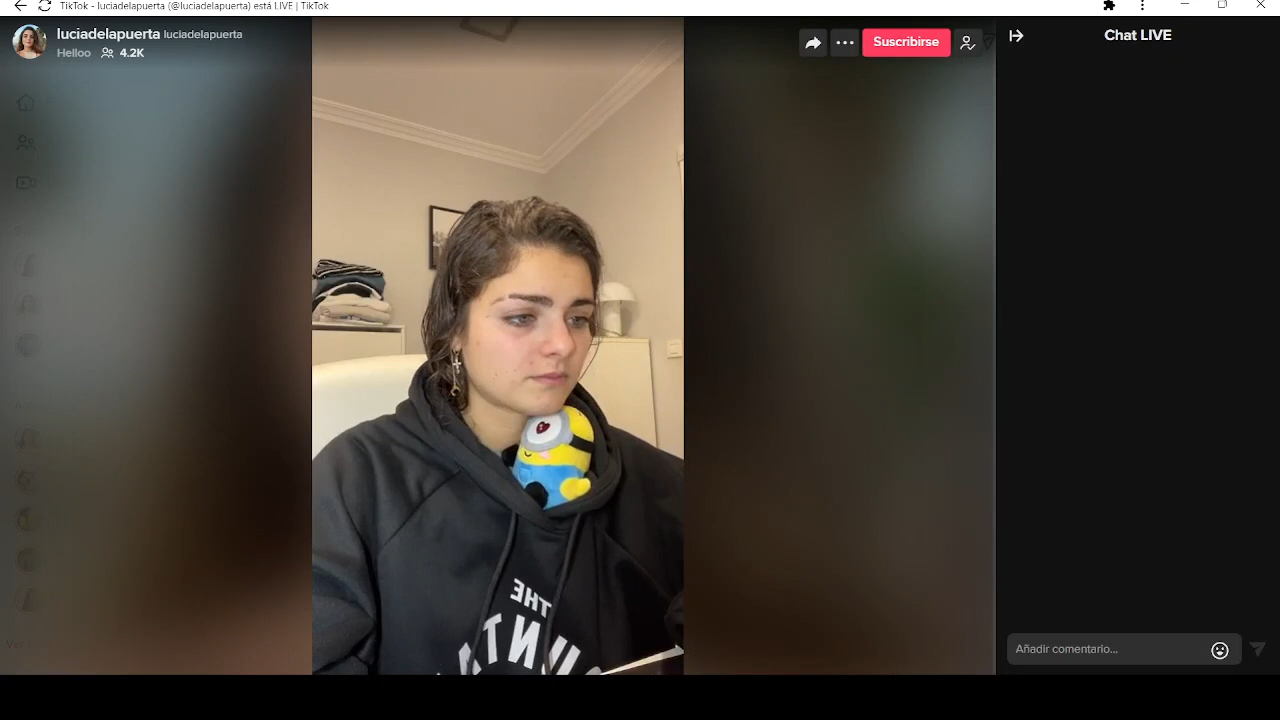 TikTok - luciadelapuerta (@luciadelapuerta) está LIVE | TikTok
luciadelapuerta luciadelapuerta
Helloo 4.2K
Suscribirse
Chat LIVE
THE
Añadir comentario...